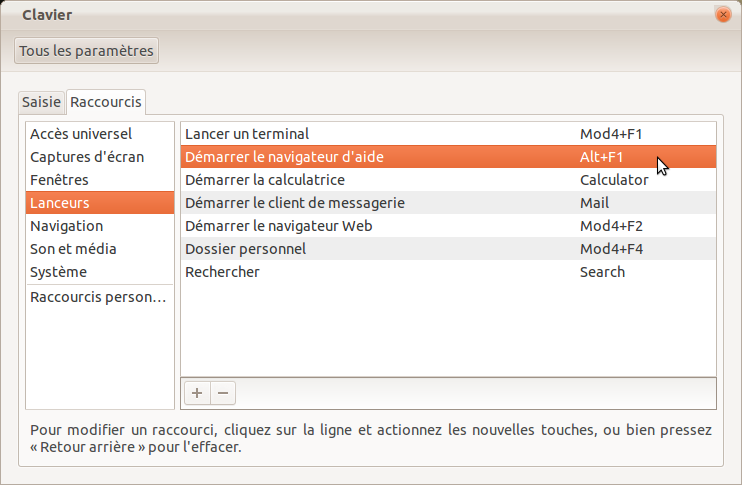 Clavier
Tous les paramètres
Saisie Raccourcis
Accès universel
Captures d'écran
Fenêtres
Lanceurs
Navigation
Son et média
Système
Raccourcis person…
Lancer un terminal Mod4+F1
Démarrer le navigateur d'aide Alt+F1
Démarrer la calculatrice Calculator
Démarrer le client de messagerie Mail
Démarrer le navigateur Web Mod4+F2
Dossier personnel Mod4+F4
Rechercher Search
Pour modifier un raccourci, cliquez sur la ligne et actionnez les nouvelles touches, ou bien pressez
« Retour arrière » pour l'effacer.